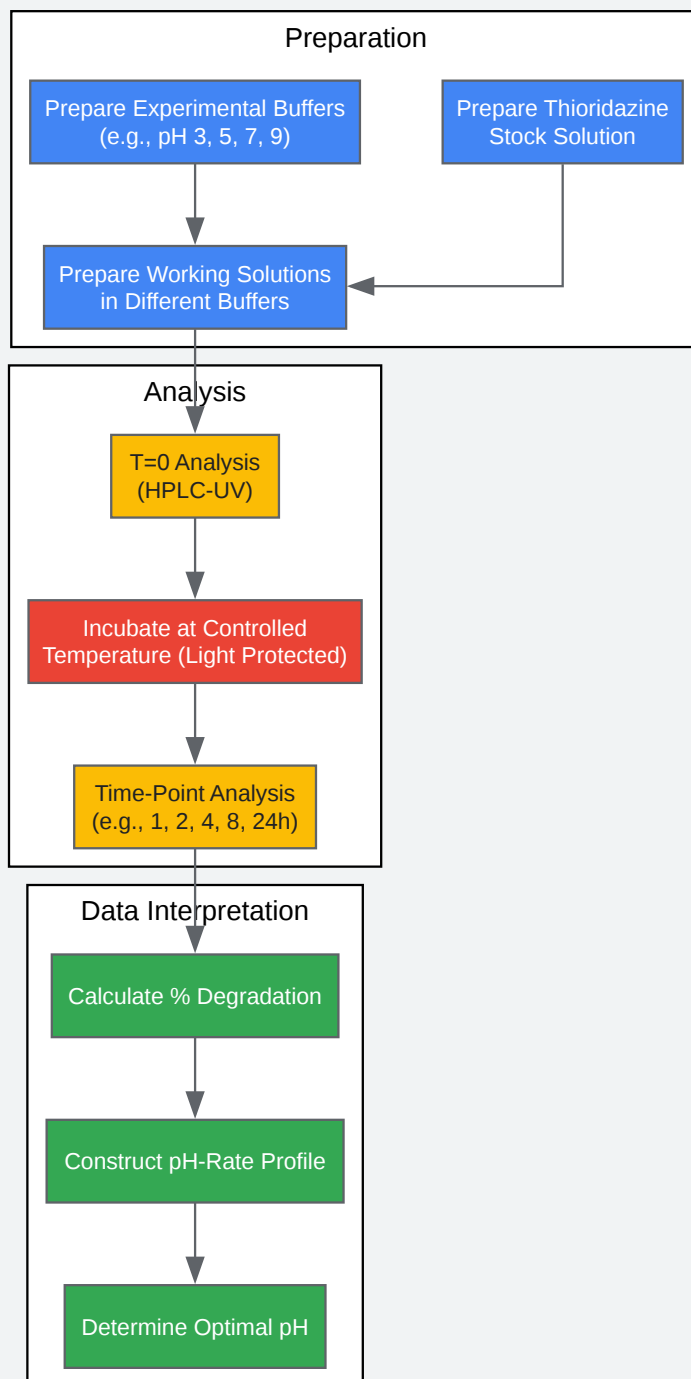 Preparation
Prepare Experimental Buffers
(e.g., pH 3, 5, 7, 9)
Prepare Thioridazine
Stock Solution
Prepare Working Solutions
in Different Buffers
Analysis
T=0 Analysis
(HPLC-UV)
Incubate at Controlled
Temperature (Light Protected)
Time-Point Analysis
(e.g., 1, 2, 4, 8, 24h)
Data Interpretation
Calculate % Degradation
Construct pH-Rate Profile
Determine Optimal pH